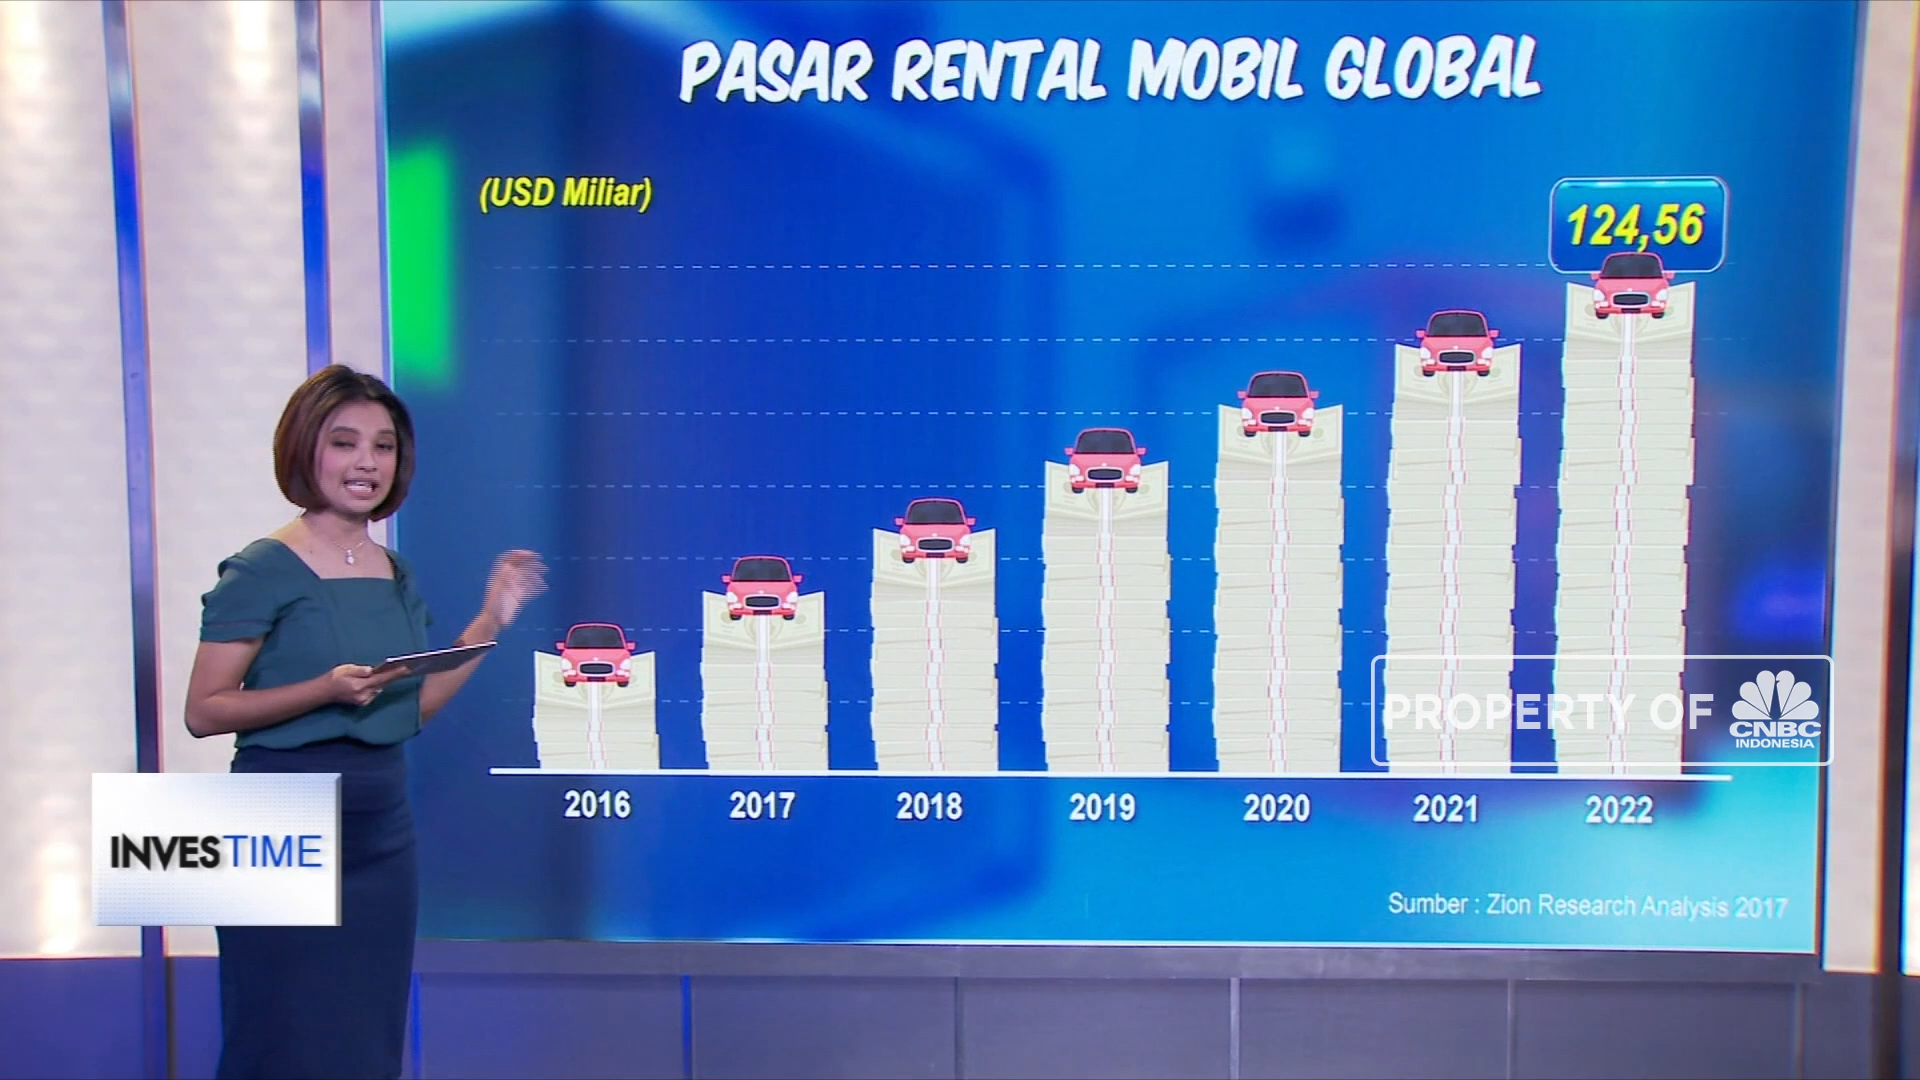 PASAR RENTAL MOBIL GLOBAL
(USD Miliar)
124,56
PROPERTY OF CNBC
INDONESIA
2016 2017 2018 2019 2020 2021 2022
INVESTIME
Sumber : Zion Research Analysis 2017